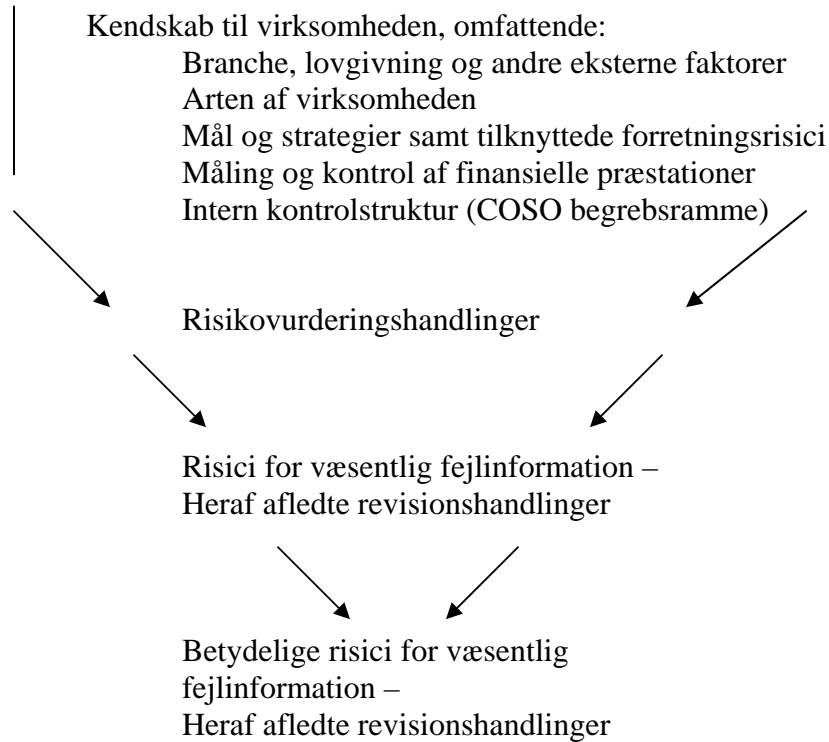 Kendskab til virksomheden, omfattende:
Branche, lovgivning og andre eksterne faktorer
Arten af virksomheden
Mål og strategier samt tilknyttede forretningsrisici
Måling og kontrol af finansielle præstationer
Intern kontrolstruktur (COSO begrebsramme)
Risikovurderingshandlinger
Risici for væsentlig fejlinformation –
Heraf afledte revisionshandlinger
Betydelige risici for væsentlig
fejlinformation –
Heraf afledte revisionshandlinger